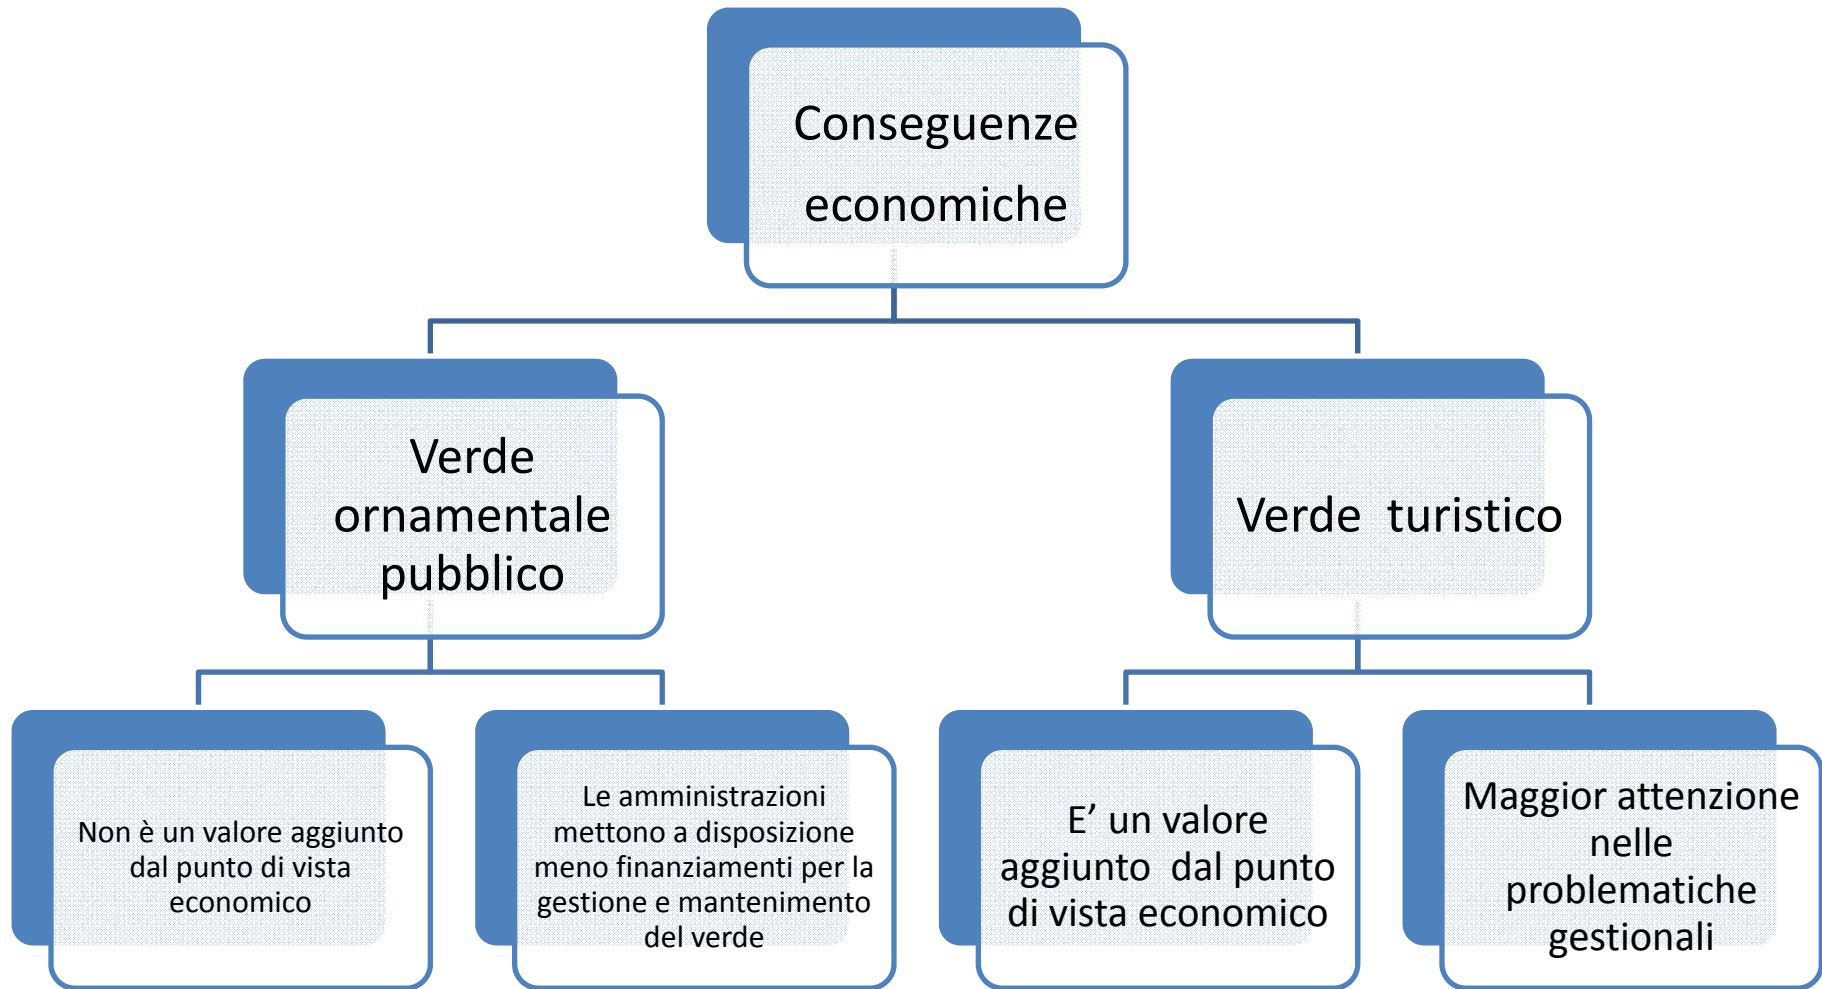 Conseguenze
economiche
Verde
ornamentale
pubblico
Verde  turistico
Non è un valore aggiunto
dal punto di vista
economico
Le amministrazioni
mettono a disposizione
meno finanziamenti per la
gestione e mantenimento
del verde
E’ un valore
aggiunto  dal punto
di vista economico
Maggior attenzione
nelle
problematiche
gestionali